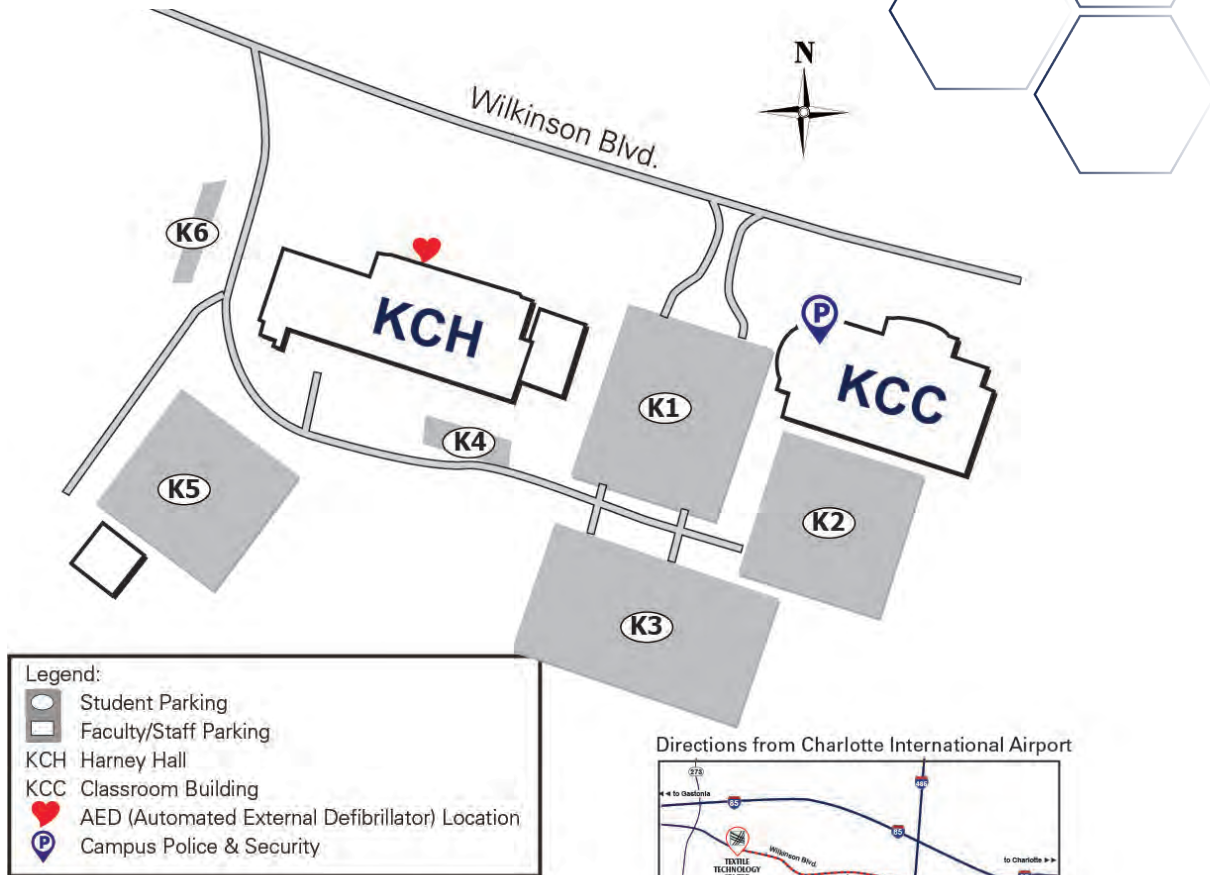 N
Wilkinson Blvd.
K6
KCH
P
KCC
K1
K4
K5
K2
K3
Legend:
Student Parking
Faculty/Staff Parking
KCH Harney Hall
KCC Classroom Building
AED (Automated External Defibrillator) Location
P Campus Police & Security
Directions from Charlotte International Airport
273
to Gastonia
85
485
85
Wilkinson Blvd.
TEXTILE
TECHNOLOGY
to Charlotte